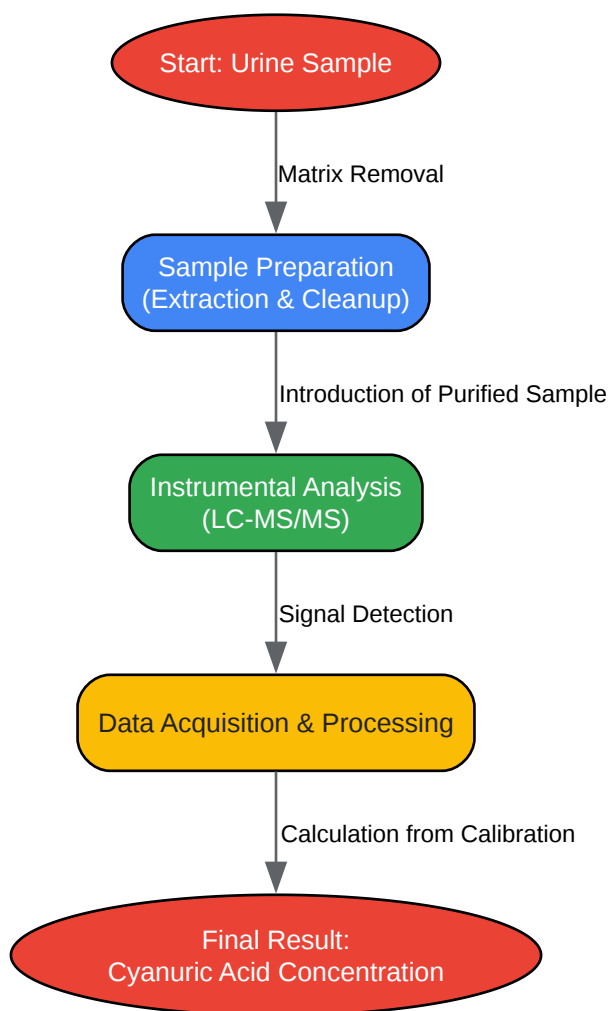 Start: Urine Sample
Matrix Removal
Sample Preparation
(Extraction & Cleanup)
Introduction of Purified Sample
Instrumental Analysis
(LC-MS/MS)
Signal Detection
Data Acquisition & Processing
Calculation from Calibration
Final Result:
Cyanuric Acid Concentration